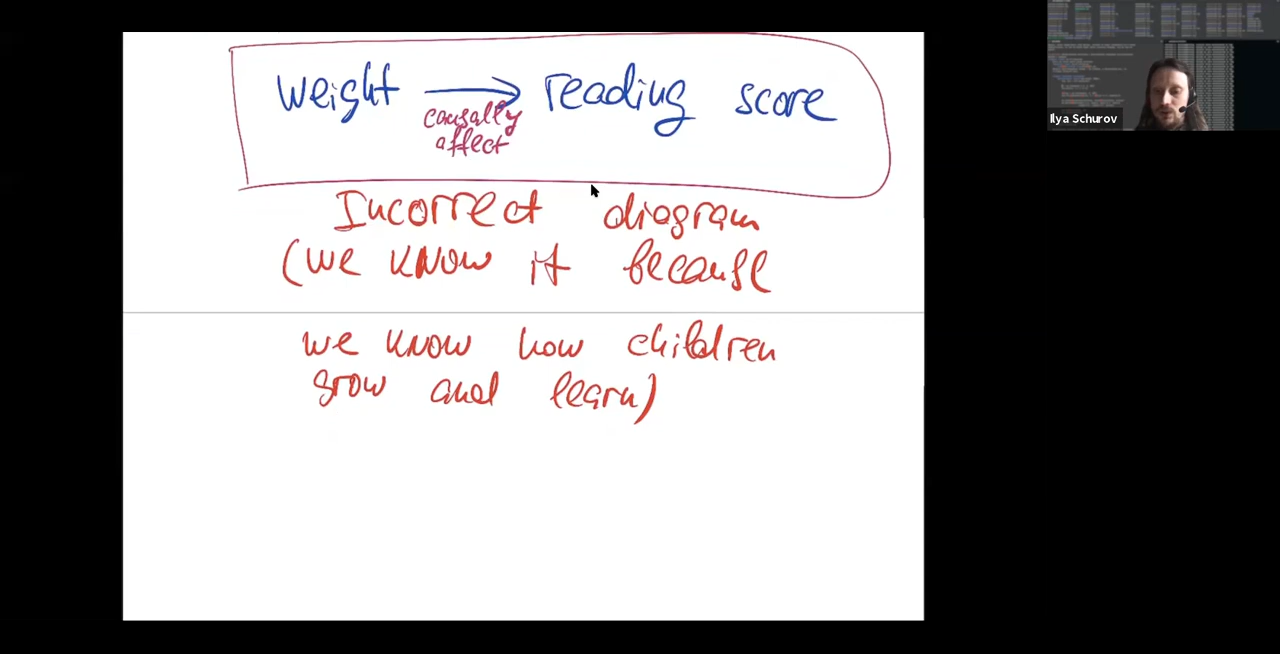 weight → reading score
causally
affect
Incorrect diagram
(we know it because
we know how children
grow and learn)
Ilya Schurov